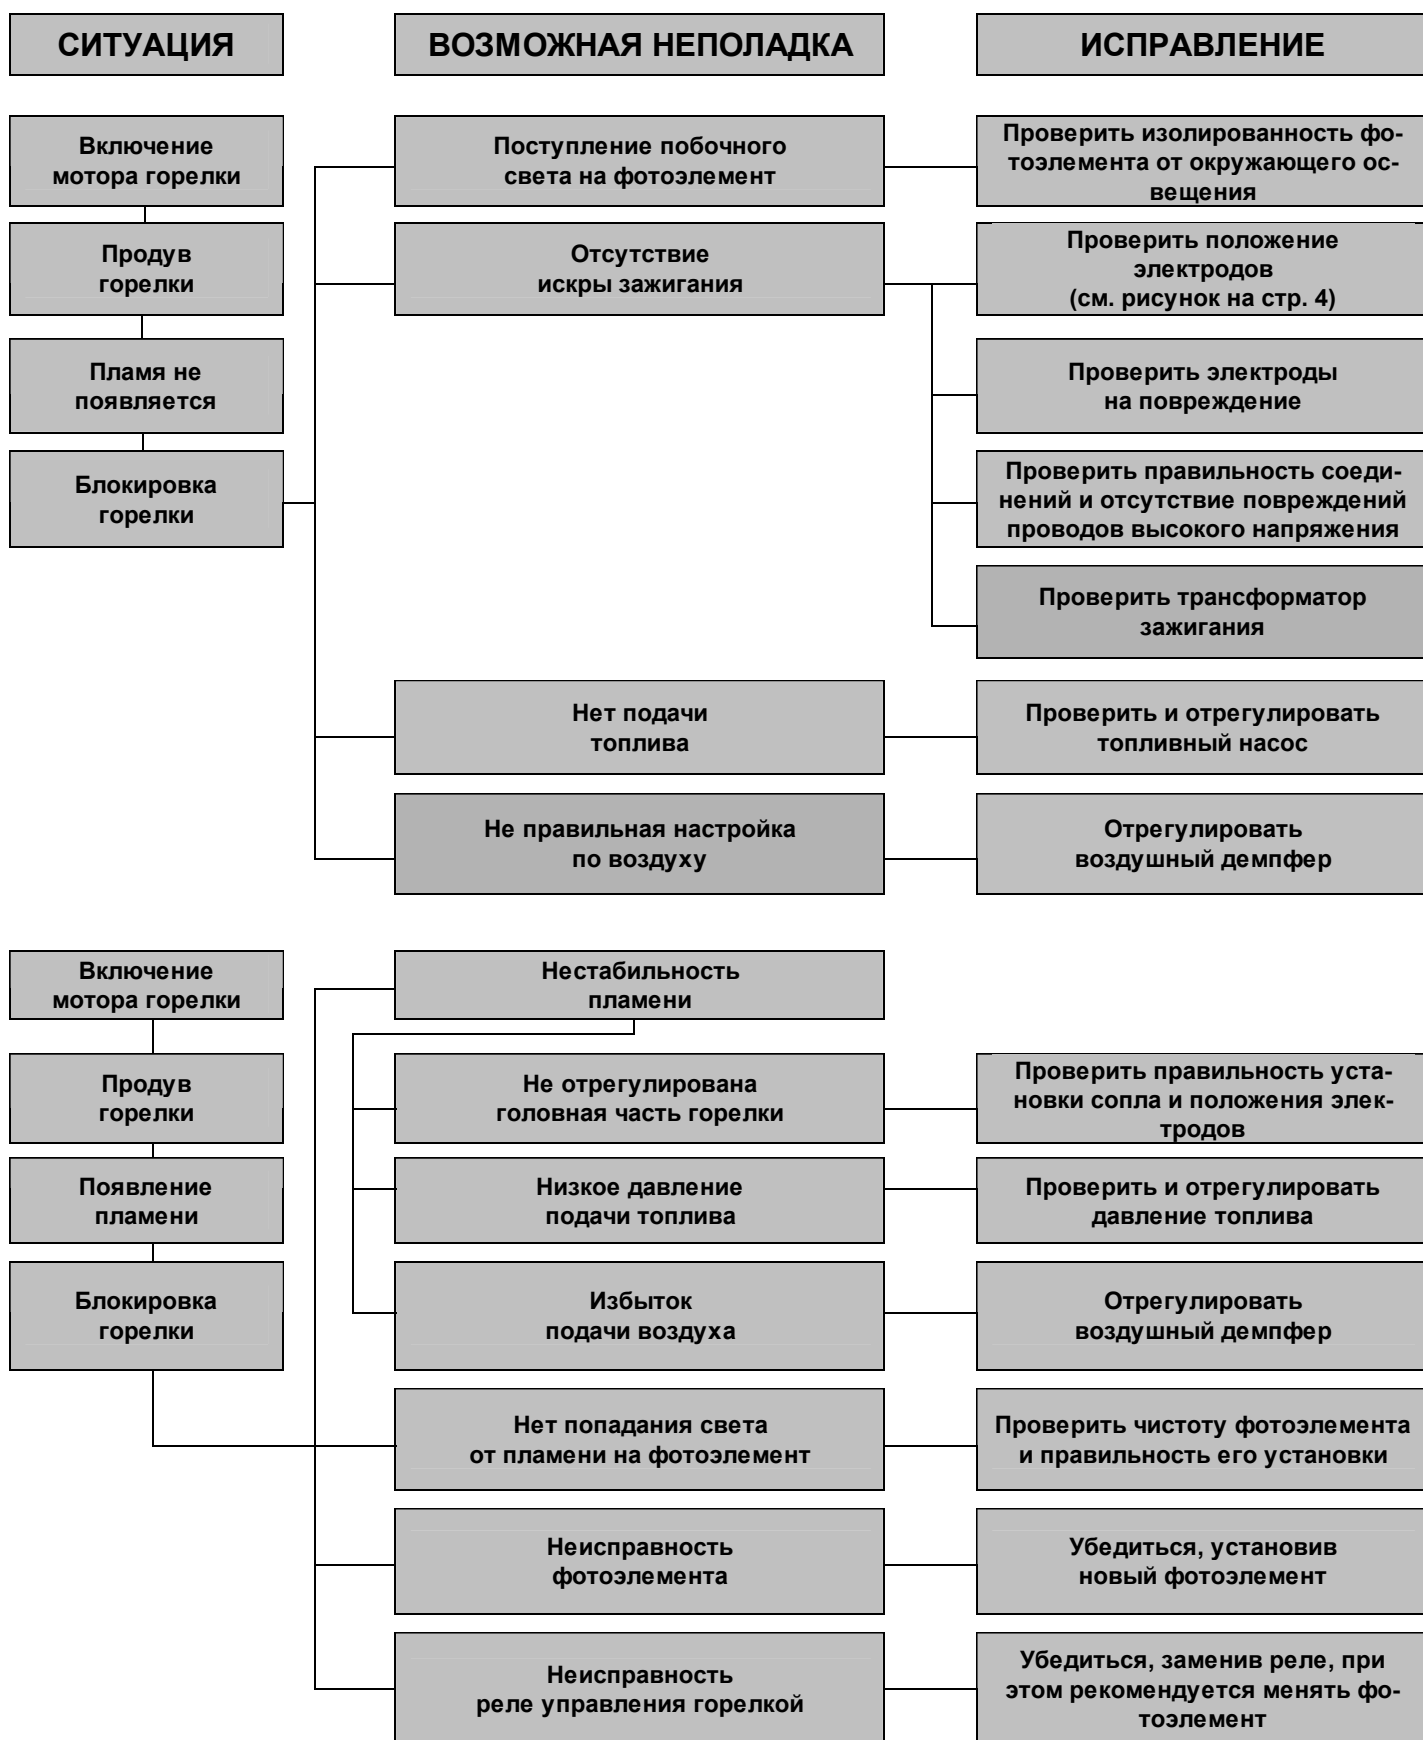 СИТУАЦИЯ
ВОЗМОЖНАЯ НЕПОЛАДКА
ИСПРАВЛЕНИЕ
Включение
мотора горелки
Поступление побочного
света на фотоэлемент
Проверить изолированность фо-
тоэлемента от окружающего ос-
вещения
Продув
горелки
Отсутствие
искры зажигания
Проверить положение
электродов
(см. рисунок на стр. 4)
Пламя не
появляется
Проверить электроды
на повреждение
Блокировка
горелки
Проверить правильность соеди-
нений и отсутствие повреждений
проводов высокого напряжения
Проверить трансформатор
зажигания
Нет подачи
топлива
Проверить и отрегулировать
топливный насос
Не правильная настройка
по воздуху
Отрегулировать
воздушный демпфер
Включение
мотора горелки
Нестабильность
пламени
Продув
горелки
Не отрегулирована
головная часть горелки
Проверить правильность уста-
новки сопла и положения элек-
тродов
Появление
пламени
Низкое давление
подачи топлива
Проверить и отрегулировать
давление топлива
Блокировка
горелки
Избыток
подачи воздуха
Отрегулировать
воздушный демпфер
Нет попадания света
от пламени на фотоэлемент
Проверить чистоту фотоэлемента
и правильность его установки
Неисправность
фотоэлемента
Убедиться, установив
новый фотоэлемент
Неисправность
реле управления горелкой
Убедиться, заменив реле, при
этом рекомендуется менять фо-
тоэлемент